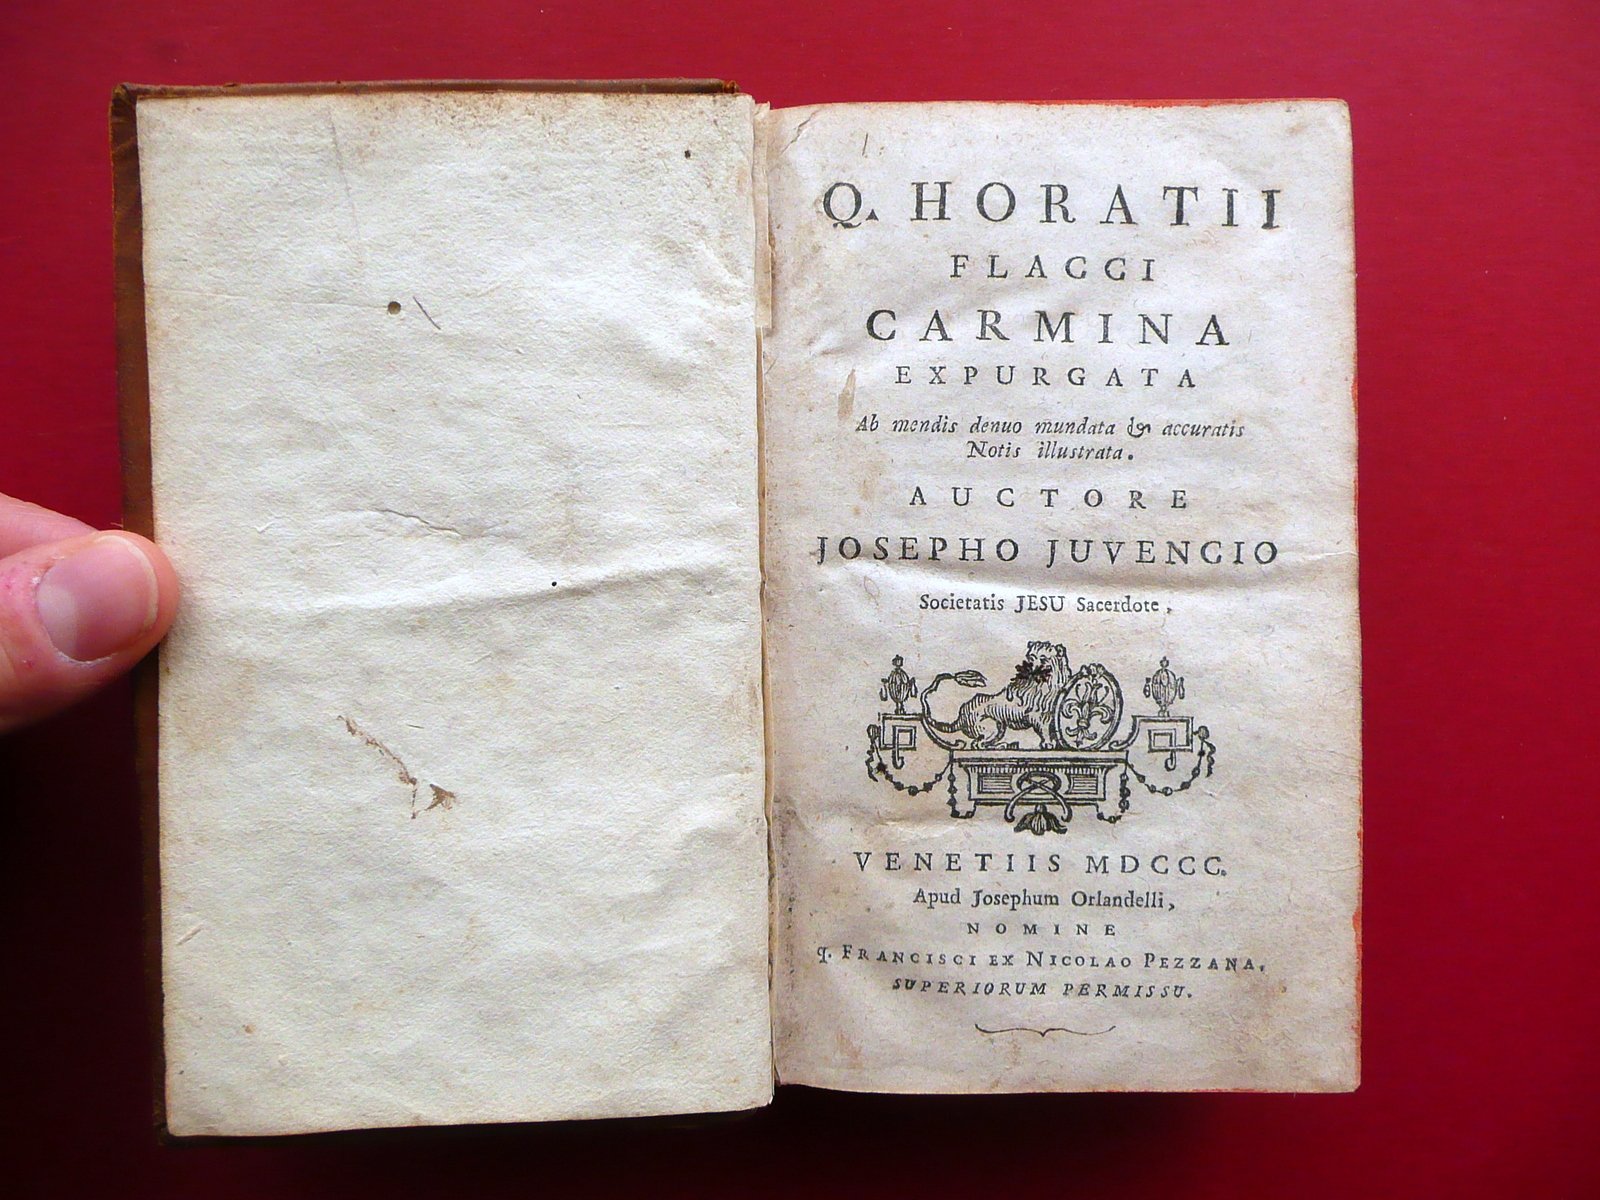 Q. HORATII
FLACCI
CARMINA
EXPURGATA
Ab mendis denuo mundata & accuratis
Notis illustrata.
AUCTORE
JOSEPHO JUVENCIO
Societatis JESU Sacerdote,
VENETIIS MDCCC.
Apud Josephum Orlandelli,
NOMINE
q. FRANCISCI EX NICOLAO PEZZANA.
SUPERIORUM PERMISSU.